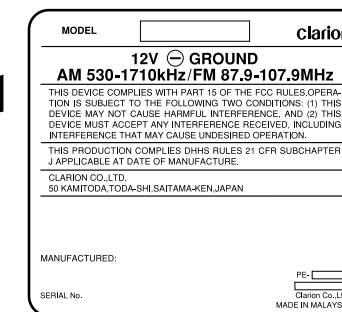 MODEL
clarion
12V ⊖ GROUND
AM 530-1710kHz/FM 87.9-107.9MHz
THIS DEVICE COMPLIES WITH PART 15 OF THE FCC RULES.OPERA-
TION IS SUBJECT TO THE FOLLOWING TWO CONDITIONS: (1) THIS
DEVICE MAY NOT CAUSE HARMFUL INTERFERENCE, AND (2) THIS
DEVICE MUST ACCEPT ANY INTERFERENCE RECEIVED, INCLUDING
INTERFERENCE THAT MAY CAUSE UNDESIRED OPERATION.
THIS PRODUCTION COMPLIES DHHS RULES 21 CFR SUBCHAPTER
J APPLICABLE AT DATE OF MANUFACTURE.
CLARION CO.,LTD.
50 KAMITODA,TODA-SHI,SAITAMA-KEN,JAPAN
MANUFACTURED:
PE-
SERIAL No.
Clarion Co.,Lt
MADE IN MALAYS